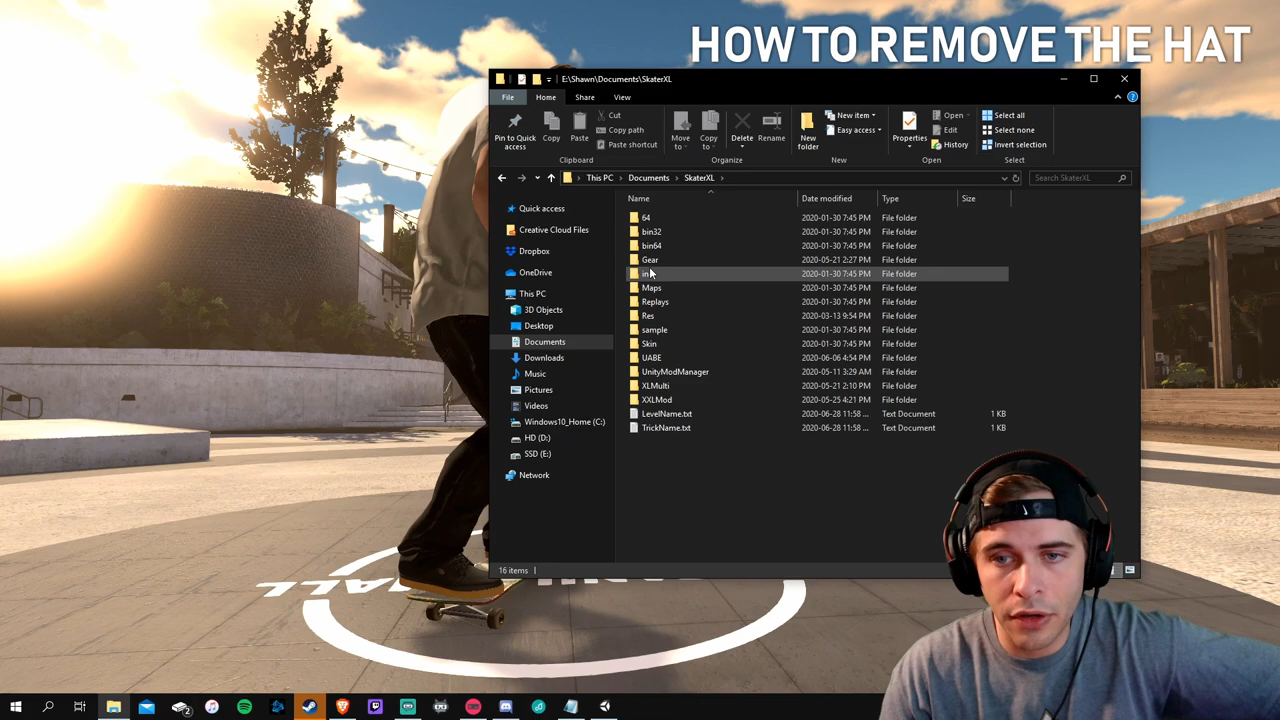 HOW TO REMOVE THE HAT
E:\Shawn\Documents\SkaterXL
File Home Share View
Pin to Quick access
Copy
Paste
Cut
Copy path
Paste shortcut
Clipboard
Move to
Copy to
Delete
Rename
Organize
New folder
New item
Easy access
New
Properties
Open
Edit
History
Open
Select all
Select none
Invert selection
Select
This PC > Documents > SkaterXL >
Search SkaterXL
Name Date modified Type Size
Quick access
Creative Cloud Files
Dropbox
OneDrive
This PC
3D Objects
Desktop
Documents
Downloads
Music
Pictures
Videos
Windows10_Home (C:)
HD (D:)
SSD (E:)
Network
64 2020-01-30 7:45 PM File folder
bin32 2020-01-30 7:45 PM File folder
bin64 2020-01-30 7:45 PM File folder
Gear 2020-05-21 2:27 PM File folder
2020-01-30 7:45 PM File folder
Maps 2020-01-30 7:45 PM File folder
Replays 2020-01-30 7:45 PM File folder
Res 2020-03-13 9:54 PM File folder
sample 2020-01-30 7:45 PM File folder
Skin 2020-01-30 7:45 PM File folder
UABE 2020-06-06 4:54 PM File folder
UnityModManager 2020-05-11 3:29 AM File folder
XLMulti 2020-05-21 2:10 PM File folder
XXLMod 2020-05-25 4:21 PM File folder
LevelName.txt 2020-06-28 11:58 ... Text Document 1 KB
TrickName.txt 2020-06-28 11:58 ... Text Document 1 KB
16 items